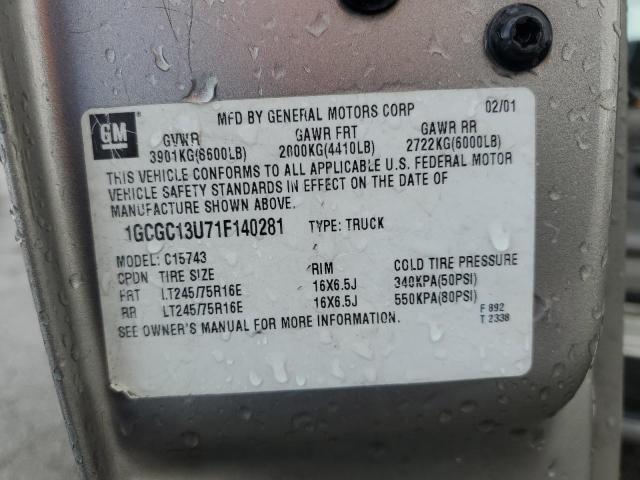 GM
MFD BY GENERAL MOTORS CORP 02/01
GVWR GAWR FRT GAWR RR
3901KG(8600LB) 2000KG(4410LB) 2722KG(6000LB)
THIS VEHICLE CONFORMS TO ALL APPLICABLE U.S. FEDERAL MOTOR
VEHICLE SAFETY STANDARDS IN EFFECT ON THE DATE OF
MANUFACTURE SHOWN ABOVE.
1GCGC13U71F140281 TYPE: TRUCK
MODEL: C15743
CPDN TIRE SIZE RIM COLD TIRE PRESSURE
FRT LT245/75R16E 16X6.5J 340KPA(50PSI)
RR LT245/75R16E 16X6.5J 550KPA(80PSI)
SEE OWNER'S MANUAL FOR MORE INFORMATION.
F 892
T 2338